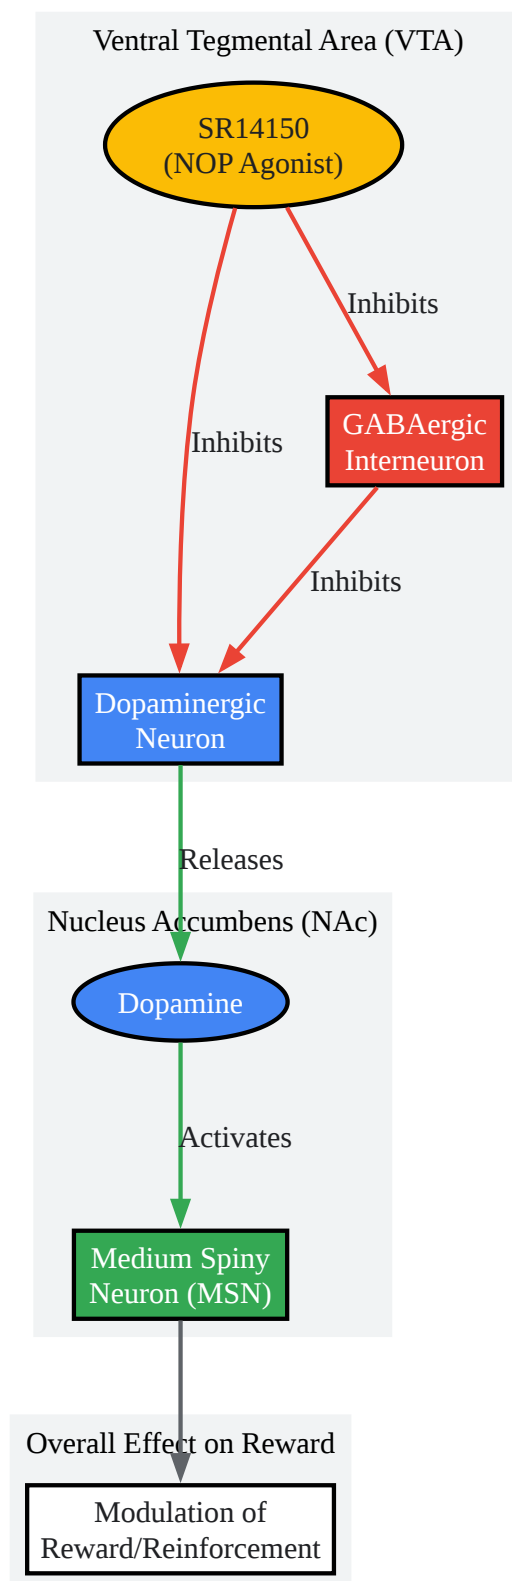 Ventral Tegmental Area (VTA)
SR14150
(NOP Agonist)
Inhibits
GABAergic
Interneuron
Inhibits
Inhibits
Dopaminergic
Neuron
Releases
Nucleus Accumbens (NAc)
Dopamine
Activates
Medium Spiny
Neuron (MSN)
Overall Effect on Reward
Modulation of
Reward/Reinforcement